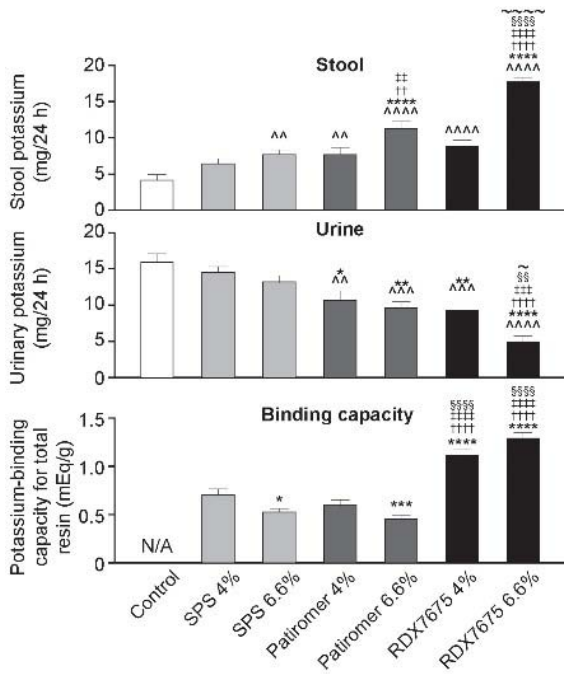 ~~~~
§§§§
‡‡‡‡
††††
****
^^^^
Stool
‡‡
††
****
^^^^
^^
^^
^^^^
Stool potassium
(mg/24 h)
20
15
10
5
0
Urine
~
§§
‡‡‡
††††
****
^^^^
*
^^
**
^^^
**
^^^
Urinary potassium
(mg/24 h)
20
15
10
5
0
Binding capacity
§§§§
‡‡‡‡
††††
****
§§§§
‡‡‡‡
††††
****
*
***
Potassium-binding
capacity for total
resin (mEq/g)
1.5
1.0
0.5
0
N/A
Control
SPS 4%
SPS 6.6%
Patiromer 4%
Patiromer 6.6%
RDX7675 4%
RDX7675 6.6%